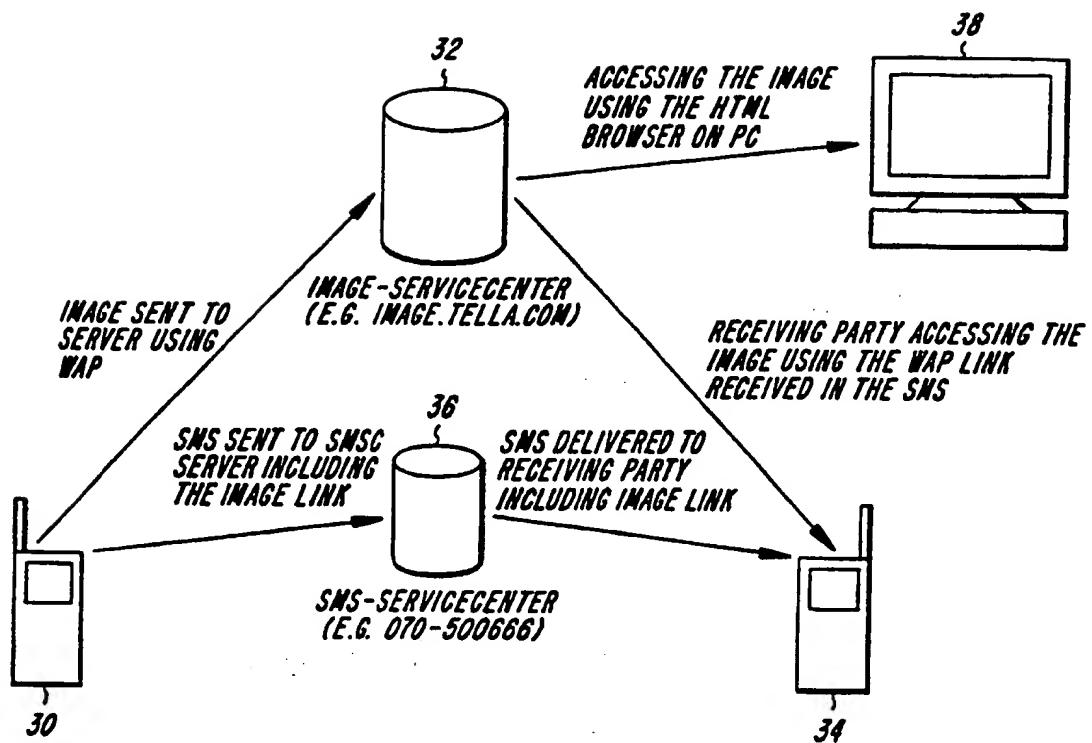 38
32
ACCESSING THE IMAGE
USING THE HTML
BROWSER ON PC
IMAGE-SERVICECENTER
(E.G. IMAGE.TELLA.COM)
IMAGE SENT TO
SERVER USING
WAP
RECEIVING PARTY ACCESSING THE
IMAGE USING THE WAP LINK
RECEIVED IN THE SMS
36
SMS SENT TO SMSC
SERVER INCLUDING
THE IMAGE LINK
SMS DELIVERED TO
RECEIVING PARTY
INCLUDING IMAGE LINK
SMS-SERVICECENTER
(E.G. 070-500666)
30
34